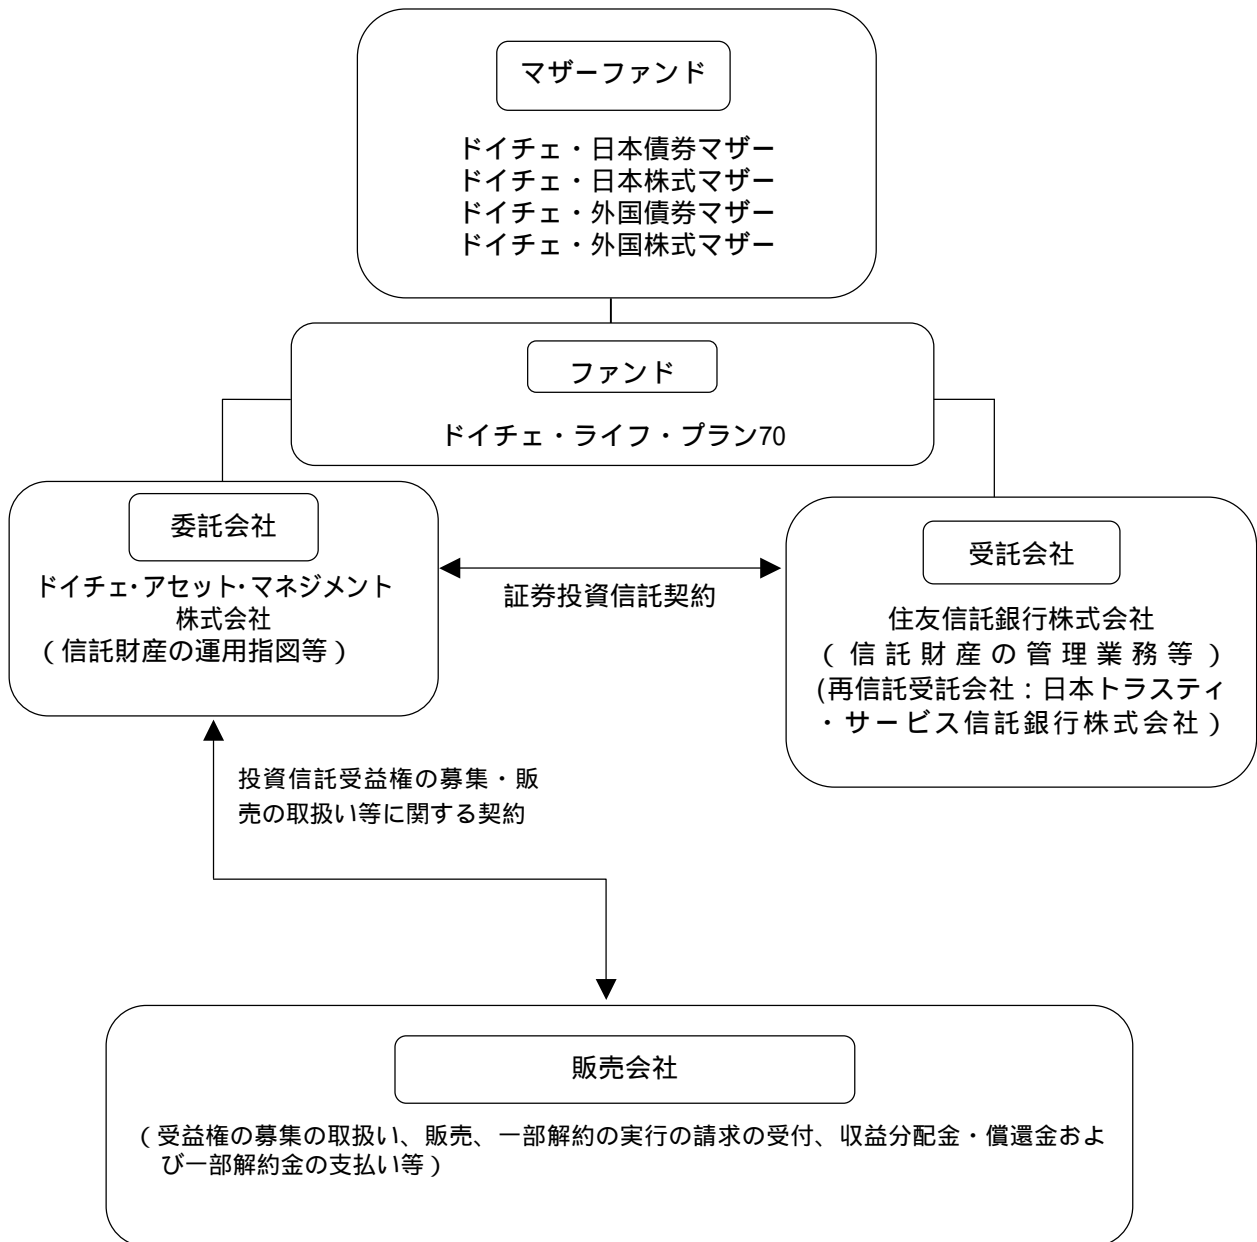 マザーファンド
ドイチェ・日本債券マザー
ドイチェ・日本株式マザー
ドイチェ・外国債券マザー
ドイチェ・外国株式マザー
ファンド
ドイチェ・ライフ・プラン70
委託会社
ドイチェ・アセット・マネジメント
株式会社
(信託財産の運用指図等)
証券投資信託契約
受託会社
住友信託銀行株式会社
(信託財産の管理業務等)
(再信託受託会社:日本トラスティ
・サービス信託銀行株式会社)
投資信託受益権の募集・販
売の取扱い等に関する契約
販売会社
(受益権の募集の取扱い、販売、一部解約の実行の請求の受付、収益分配金・償還金およ
び一部解約金の支払い等)